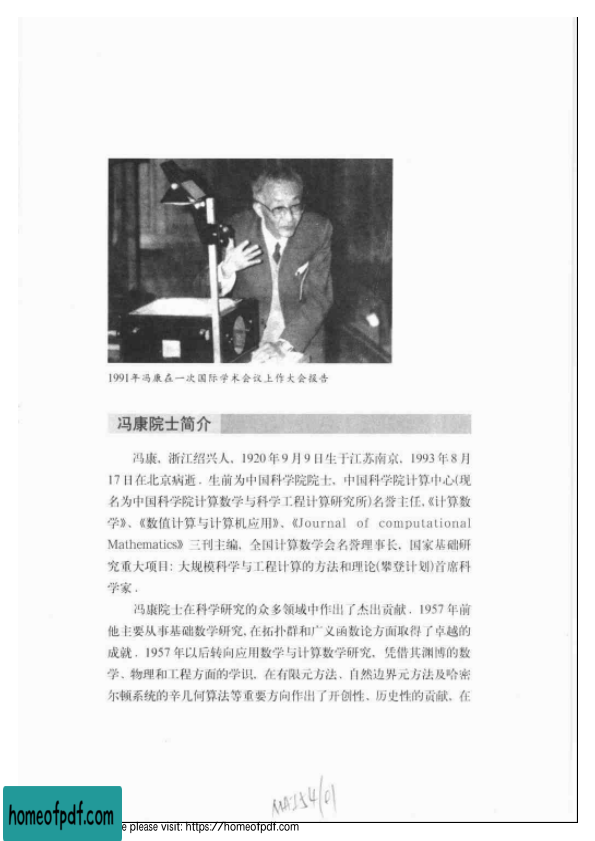 1991年冯康在一次国际学术会议上作大会报告
冯康院士简介
冯康，浙江绍兴人，1920年9月9日生于江苏南京，1993年8月
17日在北京病逝．生前为中国科学院院士，中国科学院计算中心(现
名为中国科学院计算数学与科学工程计算研究所)名誉主任，《计算数
学》、《数值计算与计算机应用》、《Journal of computational
Mathematics》三刊主编，全国计算数学会名誉理事长，国家基础研
究重大项目：大规模科学与工程计算的方法和理论(攀登计划)首席科
学家．
冯康院士在科学研究的众多领域中作出了杰出贡献．1957年前
他主要从事基础数学研究，在拓扑群和广义函数论方面取得了卓越的
成就．1957年以后转向应用数学与计算数学研究，凭借其渊博的数
学、物理和工程方面的学识，在有限元方法、自然边界元方法及哈密
尔顿系统的辛几何算法等重要方向作出了开创性、历史性的贡献，在
homeofpdf.com
e please visit: https://homeofpdf.com